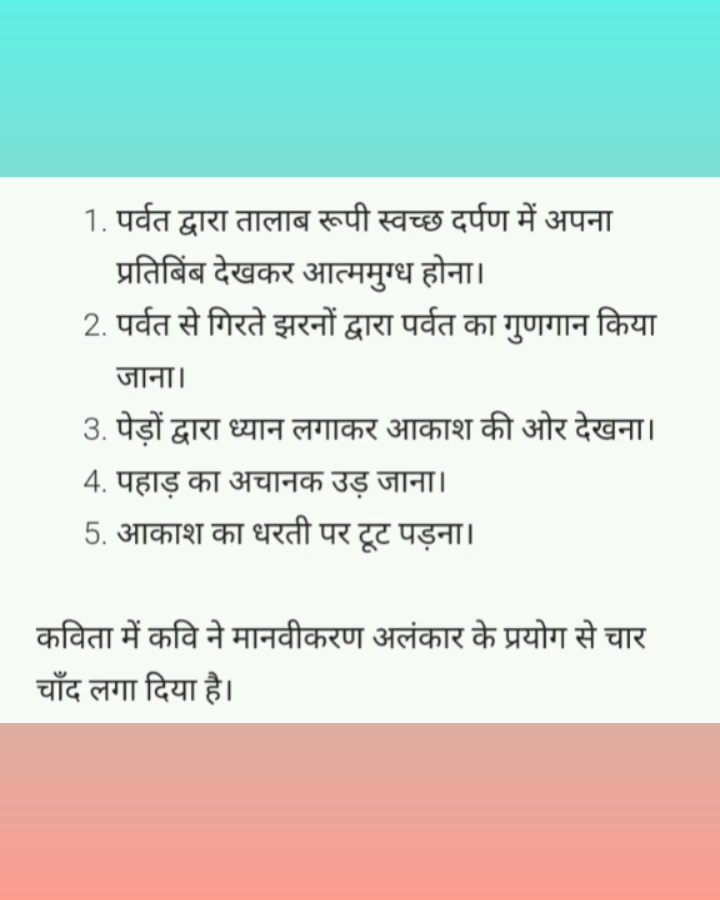 1. पर्वत द्वारा तालाब रूपी स्वच्छ दर्पण में अपना
प्रतिबिंब देखकर आत्ममुग्ध होना।
2. पर्वत से गिरते झरनों द्वारा पर्वत का गुणगान किया
जाना।
3. पेड़ों द्वारा ध्यान लगाकर आकाश की ओर देखना।
4. पहाड़ का अचानक उड़ जाना।
5. आकाश का धरती पर टूट पड़ना।
कविता में कवि ने मानवीकरण अलंकार के प्रयोग से चार
चाँद लगा दिया है।